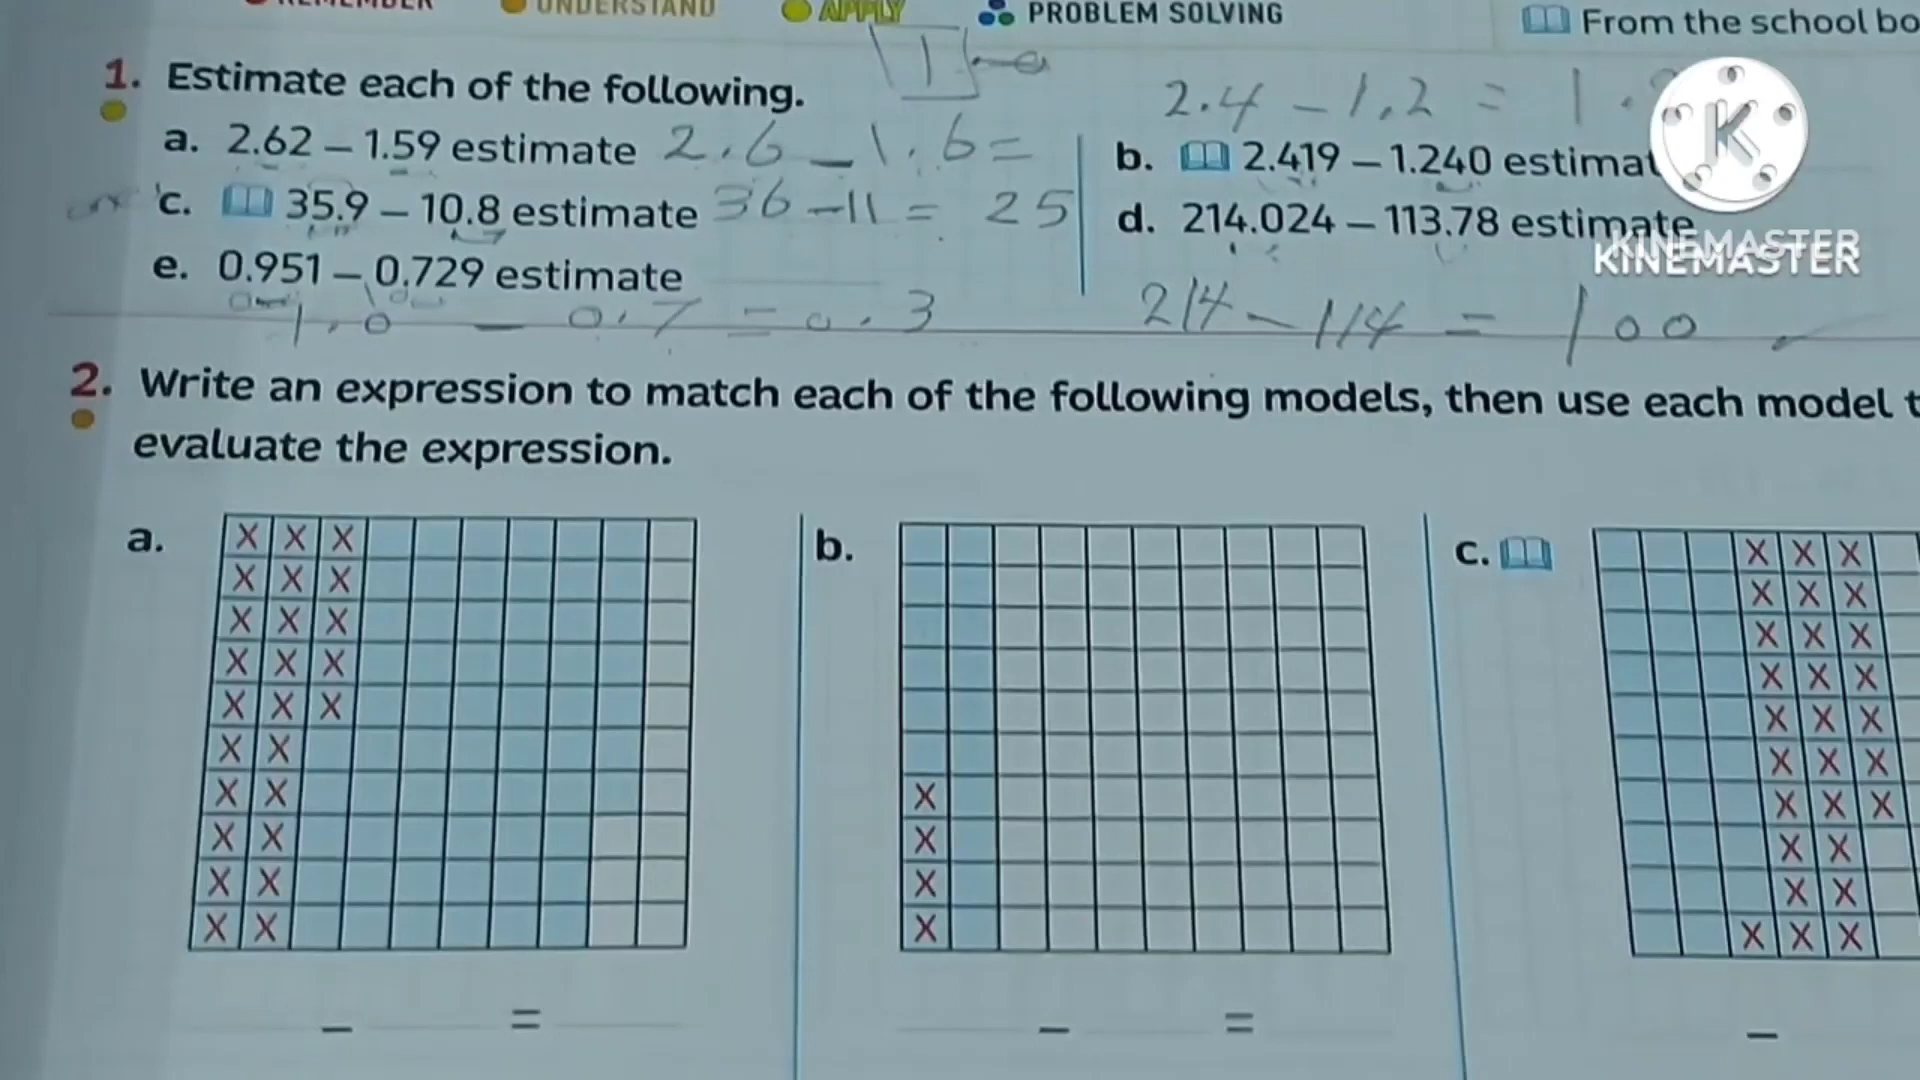 REMEMBER UNDERSTAND APPLY PROBLEM SOLVING From the school bo
1. Estimate each of the following.
2.4 – 1.2 = 1.
a. 2.62 – 1.59 estimate 2.6 – 1.6 =
b. 2.419 – 1.240 estimat
c. 35.9 – 10.8 estimate 36 – 11 = 25
d. 214.024 – 113.78 estimate
KINEMASTER
e. 0.951 – 0.729 estimate
1.0 – 0.7 = 0.3
214 – 114 = 100
2. Write an expression to match each of the following models, then use each model t
evaluate the expression.
a.
X X X
X X X
X X X
X X X
X X X
X X
X X
X X
X X
X X
– =
b.
X
X
X
X
– =
c.
X X X
X X X
X X X
X X X
X X X
X X X
X X X
X X
X X
X X X
–
K